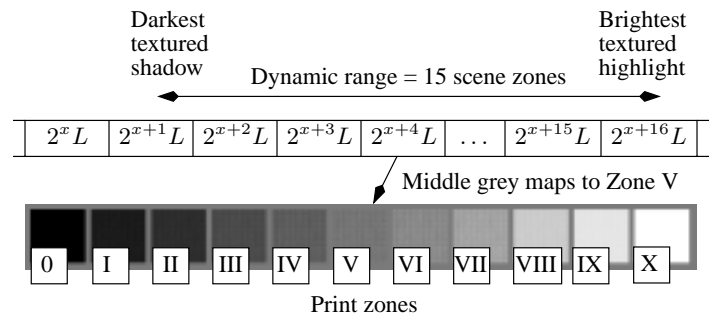 Darkest textured shadow
Brightest textured highlight
Dynamic range = 15 scene zones
2^x L 2^{x+1} L 2^{x+2} L 2^{x+3} L 2^{x+4} L ... 2^{x+15} L 2^{x+16} L
Middle grey maps to Zone V
0 I II III IV V VI VII VIII IX X
Print zones